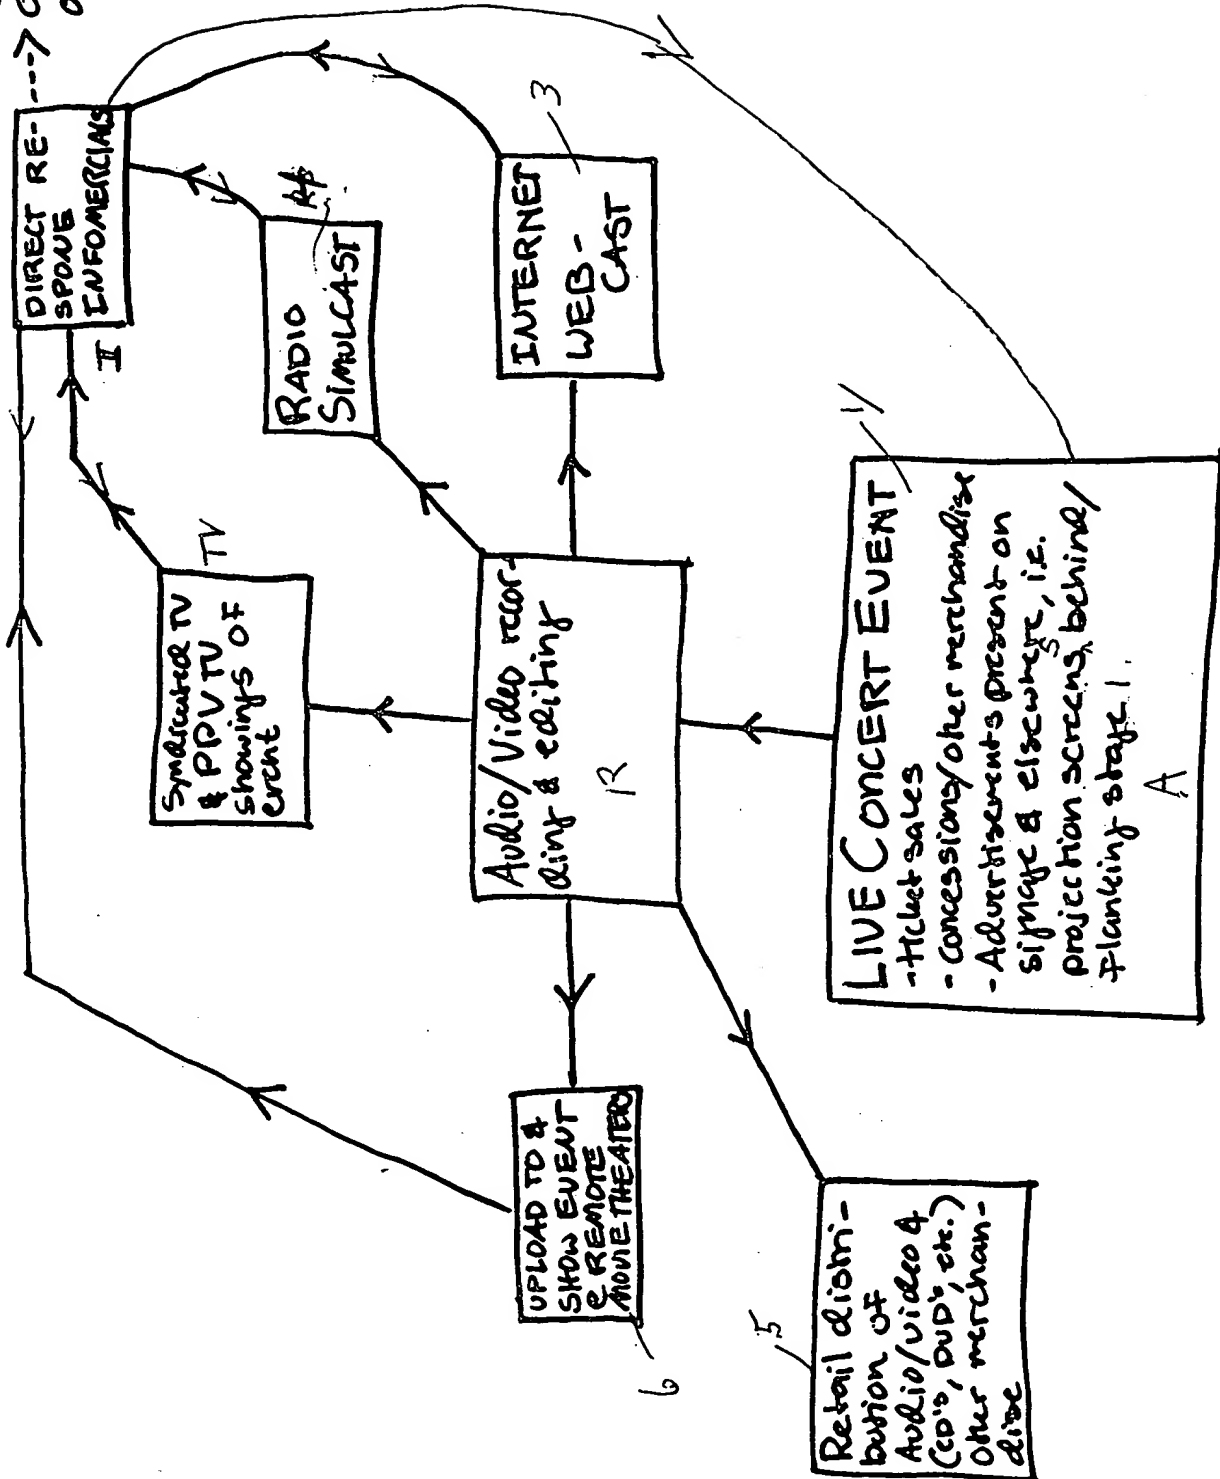 DIRECT RE-
SPONE
INFOMERCIALS
II
Syndicated TV
& PPV TV
showings of
event
TV
RADIO
SIMULCAST
INTERNET
WEB-
CAST
3
UPLOAD TO &
SHOW EVENT
@ REMOTE
MOVIE THEATERS
6
Audio/Video recor-
ding & editing
R
Retail distri-
bution of
Audio/video &
(CD's, DVD's, etc.)
other merchan-
dise
5
LIVE CONCERT EVENT
- ticket sales
- concessions/other merchandise
- Advertisements present on
signage & elsewhere, i.e.
projection screens behind/
flanking stage 1.
A
1